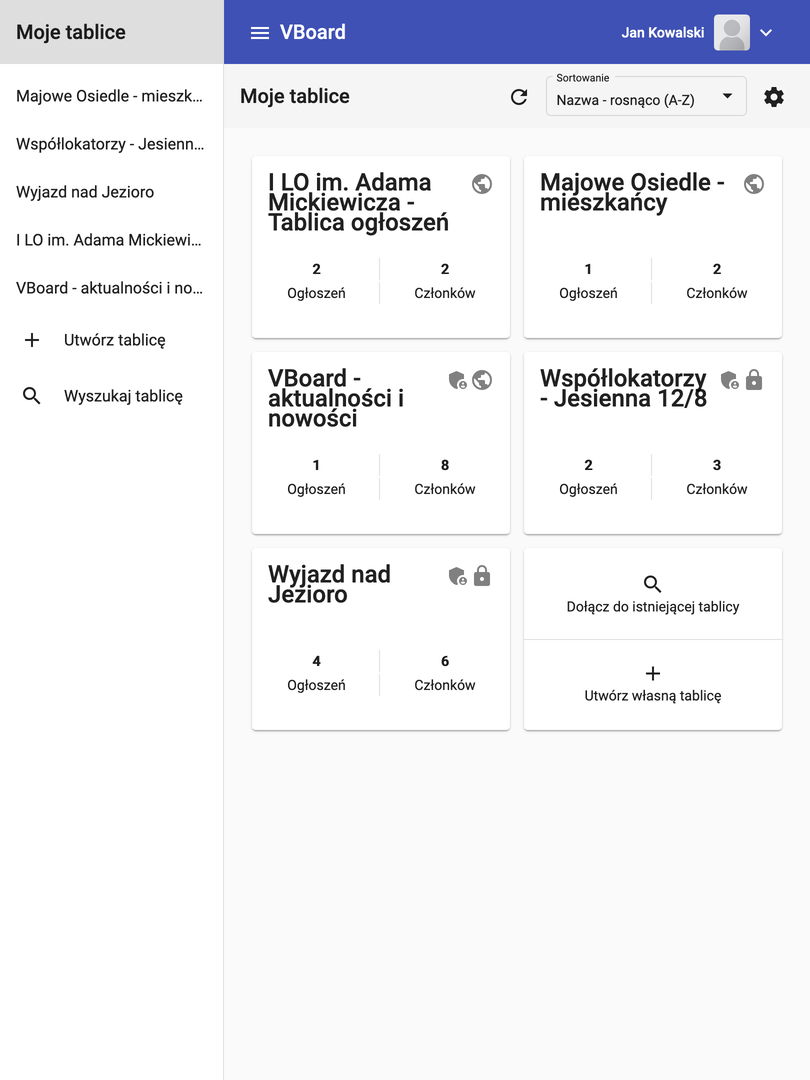 Moje tablice
Majowe Osiedle - mieszk...
Współlokatorzy - Jesienn...
Wyjazd nad Jezioro
I LO im. Adama Mickiewi...
VBoard - aktualności i no...
Utwórz tablicę
Wyszukaj tablicę
VBoard
Jan Kowalski
Moje tablice
Sortowanie
Nazwa - rosnąco (A-Z)
I LO im. Adama
Mickiewicza -
Tablica ogłoszeń
2 2
Ogłoszeń Członków
Majowe Osiedle -
mieszkańcy
1 2
Ogłoszeń Członków
VBoard -
aktualności i
nowości
1 8
Ogłoszeń Członków
Współlokatorzy
- Jesienna 12/8
2 3
Ogłoszeń Członków
Wyjazd nad
Jezioro
4 6
Ogłoszeń Członków
Dołącz do istniejącej tablicy
Utwórz własną tablicę